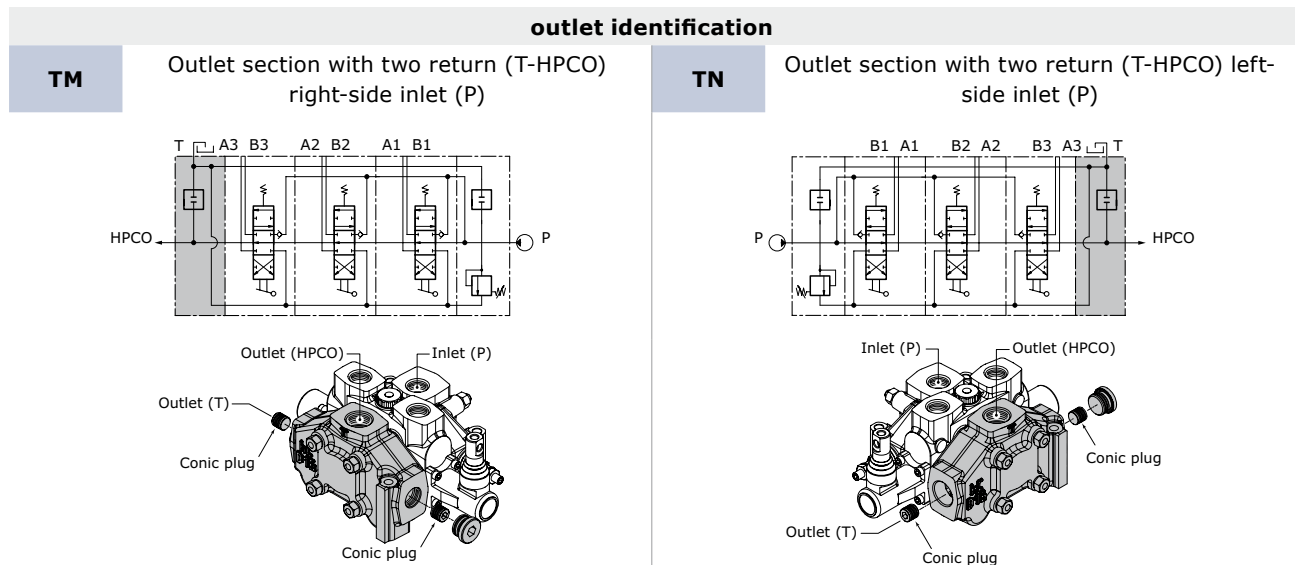 outlet identification
TM
Outlet section with two return (T-HPCO)
right-side inlet (P)
TN
Outlet section with two return (T-HPCO) left-
side inlet (P)
T A3 B3 A2 B2 A1 B1
HPCO
P
B1 A1 B2 A2 B3 A3 T
P
HPCO
Outlet (HPCO)
Inlet (P)
Outlet (T)
Conic plug
Conic plug
Inlet (P)
Outlet (HPCO)
Conic plug
Outlet (T)
Conic plug